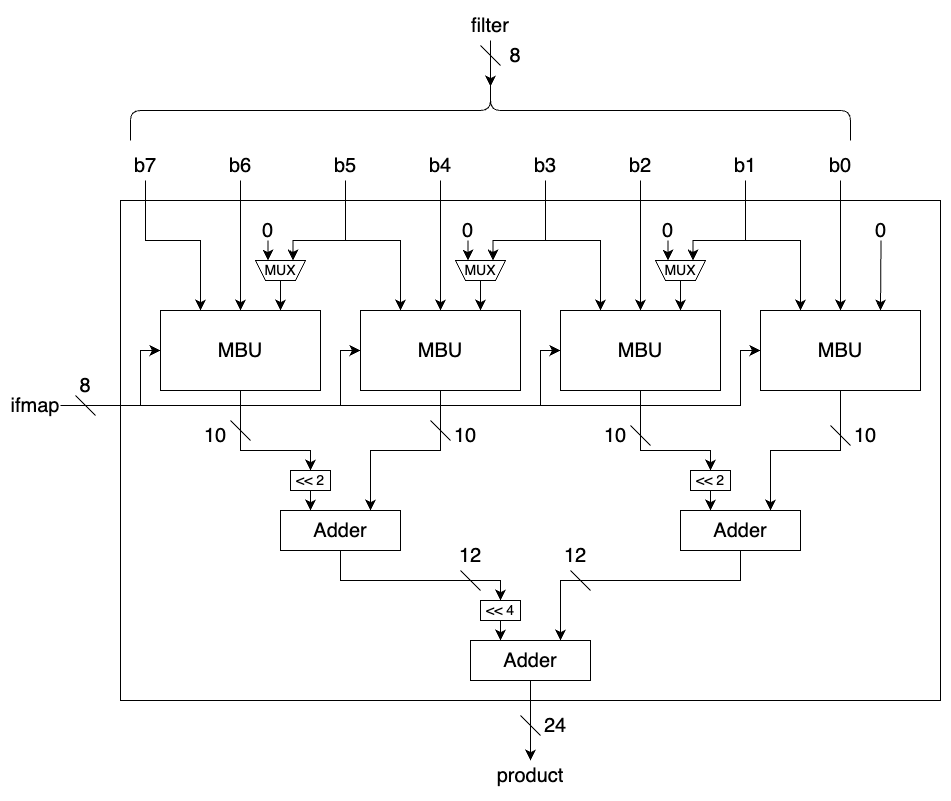 filter
8
b7 b6 b5 b4 b3 b2 b1 b0
0 0 0 0
MUX MUX MUX
MBU MBU MBU MBU
8
ifmap
10 10 10 10
<< 2 << 2
Adder Adder
12 12
<< 4
Adder
24
product